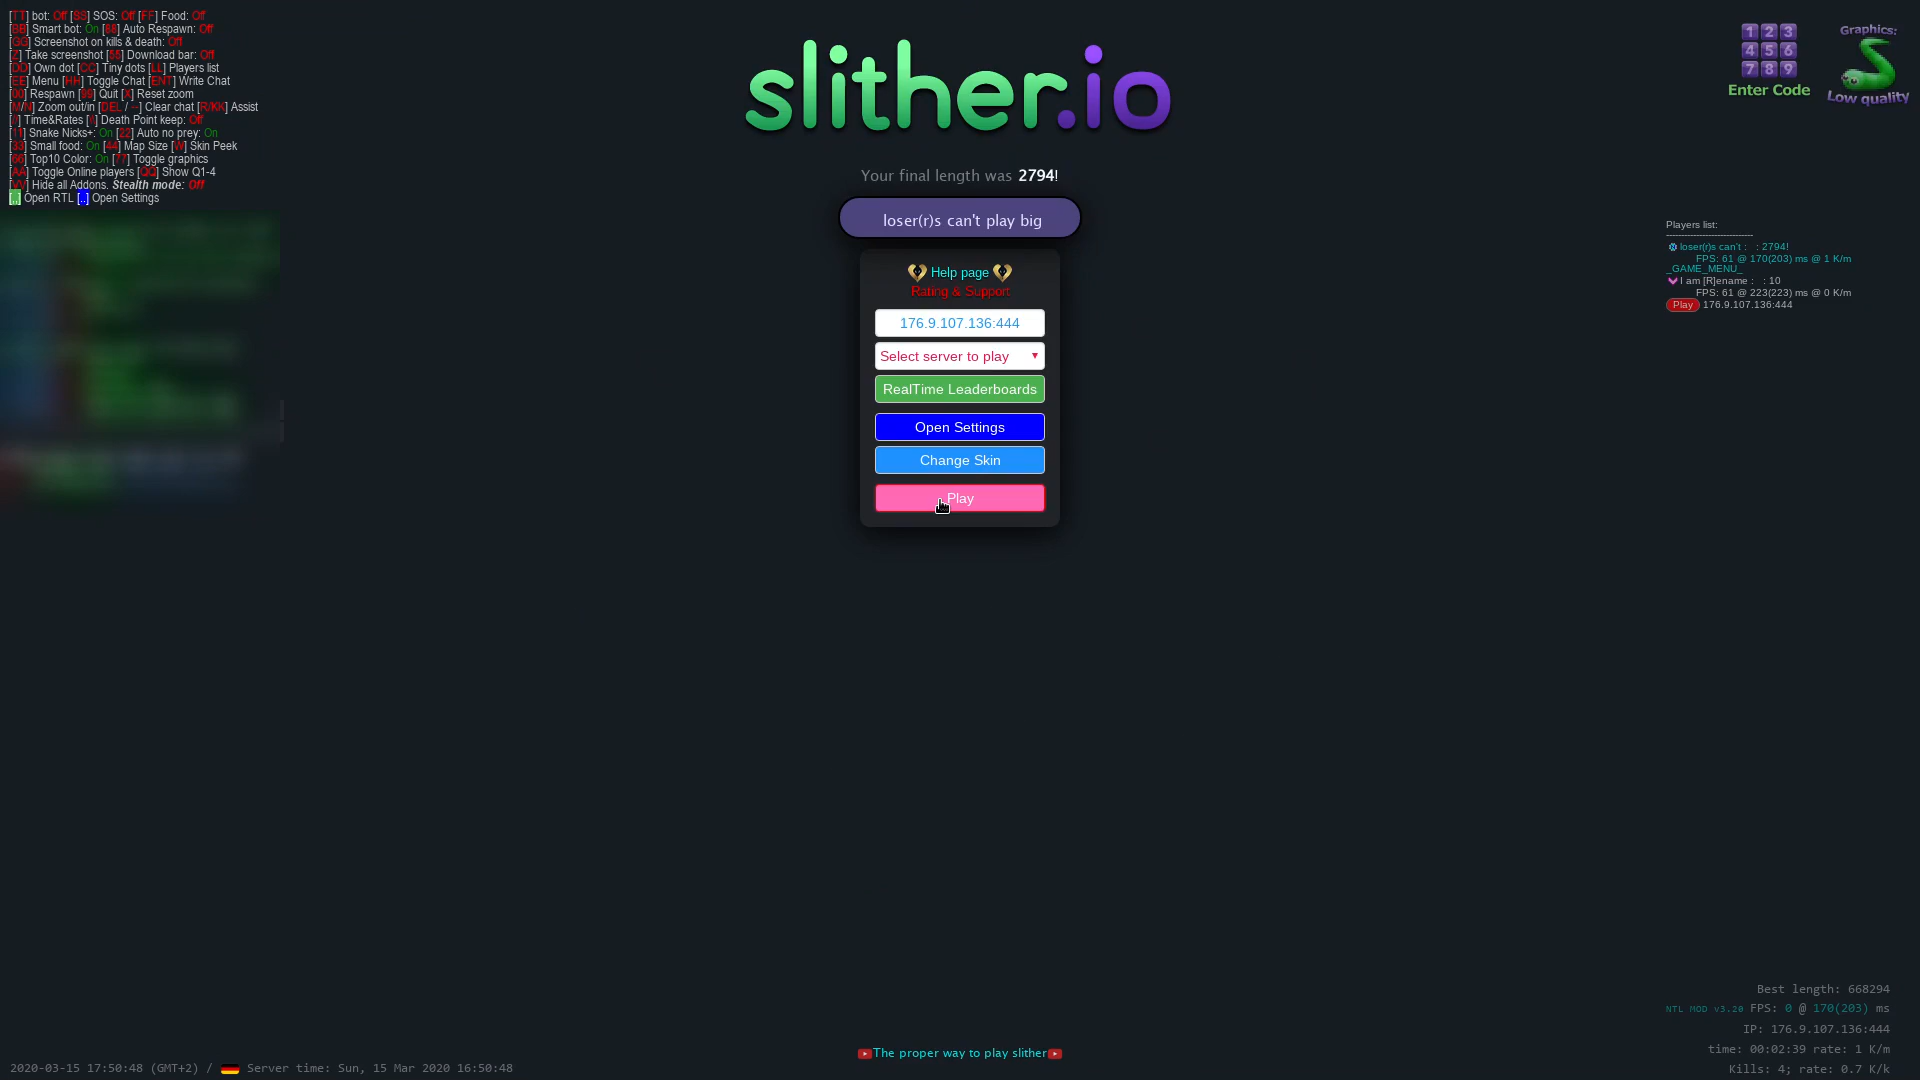 [TT] bot: Off [SS] SOS: Off [FF] Food: Off
[BB] Smart bot: On [88] Auto Respawn: Off
[GG] Screenshot on kills & death: Off
[Z] Take screenshot [55] Download bar: Off
[DD] Own dot [CC] Tiny dots [LL] Players list
[EE] Menu [HH] Toggle Chat [ENT] Write Chat
[00] Respawn [99] Quit [X] Reset zoom
[M/N] Zoom out/in [DEL / --] Clear chat [R/KK] Assist
Time&Rates Death Point keep: Off
[11] Snake Nicks+: On [22] Auto no prey: On
[33] Small food: On [44] Map Size [W] Skin Peek
[66] Top10 Color: On [77] Toggle graphics
[AA] Toggle Online players [QQ] Show Q1-4
[VV] Hide all Addons. Stealth mode: Off
Open RTL Open Settings
slither.io
Your final length was 2794!
loser(r)s can't play big
Help page
Rating & Support
176.9.107.136:444
Select server to play
RealTime Leaderboards
Open Settings
Change Skin
Play
1 2 3
4 5 6
7 8 9
Enter Code
Graphics:
Low quality
Players list:
------------------------------
loser(r)s can't : : 2794!
FPS: 61 @ 170(203) ms @ 1 K/m
_GAME_MENU_
I am [R]ename : : 10
FPS: 61 @ 223(223) ms @ 0 K/m
Play 176.9.107.136:444
Best length: 668294
NTL MOD v3.20 FPS: 0 @ 170(203) ms
IP: 176.9.107.136:444
time: 00:02:39 rate: 1 K/m
Kills: 4; rate: 0.7 K/k
The proper way to play slither
2020-03-15 17:50:48 (GMT+2) / Server time: Sun, 15 Mar 2020 16:50:48